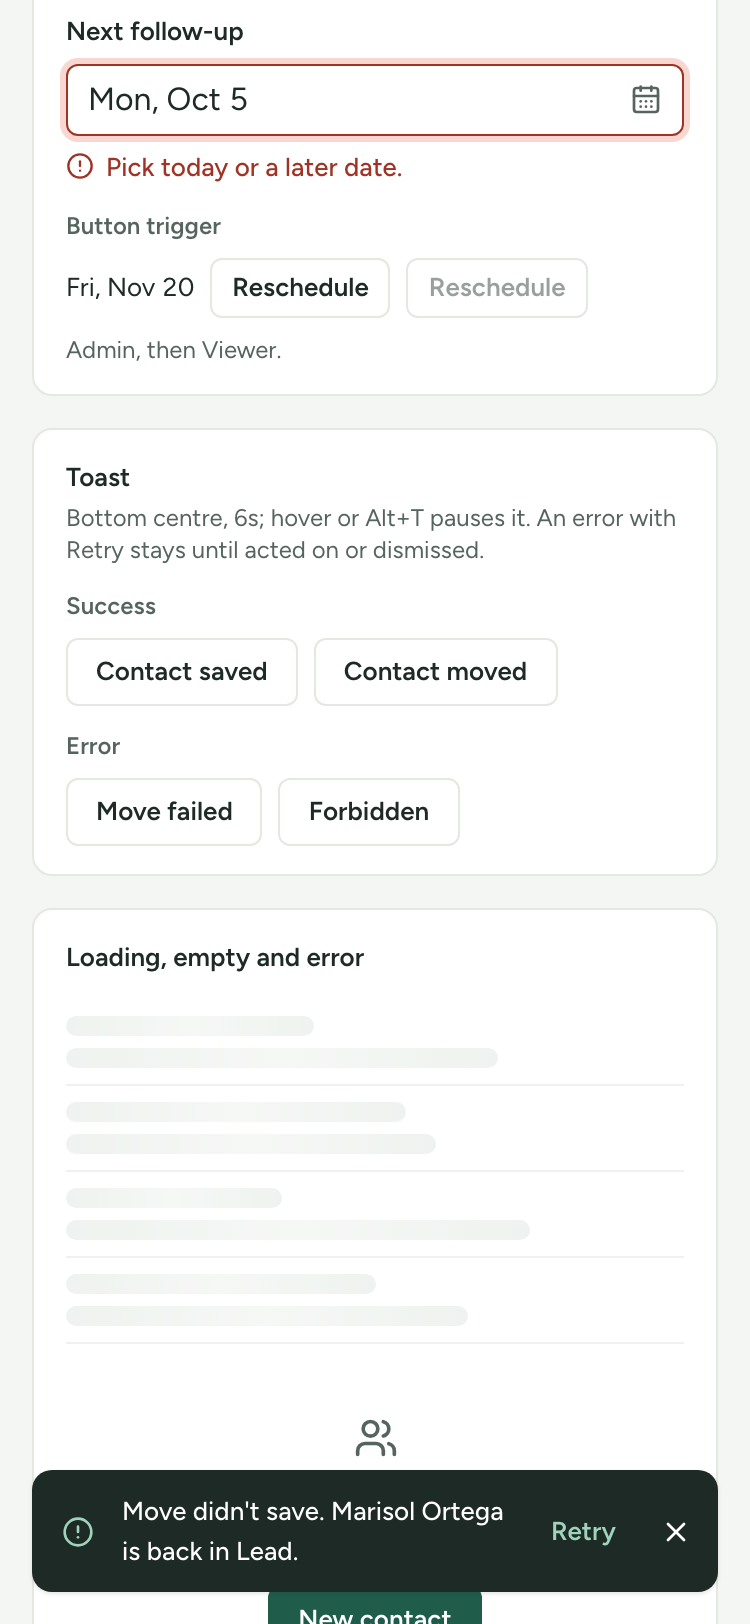 Next follow-up
Mon, Oct 5
Pick today or a later date.
Button trigger
Fri, Nov 20
Reschedule
Reschedule
Admin, then Viewer.
Toast
Bottom centre, 6s; hover or Alt+T pauses it. An error with
Retry stays until acted on or dismissed.
Success
Contact saved
Contact moved
Error
Move failed
Forbidden
Loading, empty and error
Move didn't save. Marisol Ortega
is back in Lead.
Retry
New contact